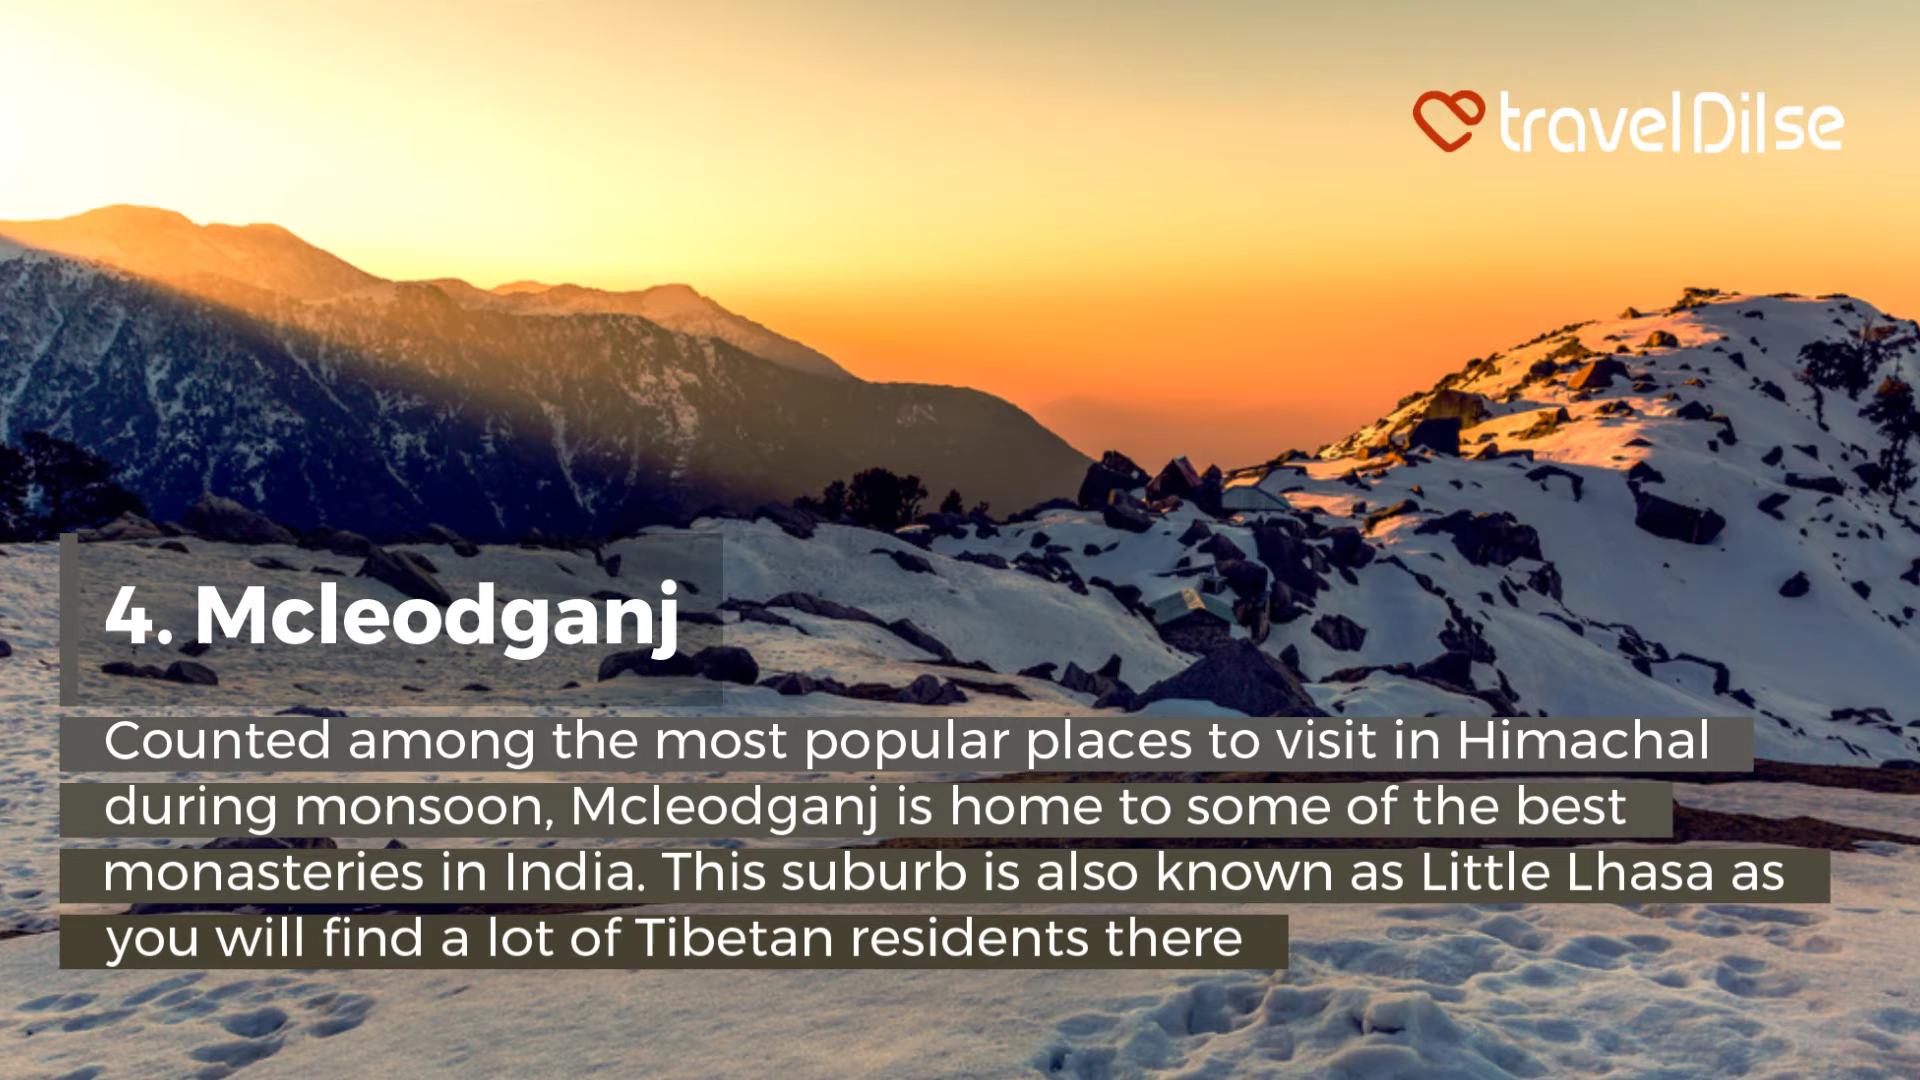 travelDilse
4. Mcleodganj
Counted among the most popular places to visit in Himachal
during monsoon, Mcleodganj is home to some of the best
monasteries in India. This suburb is also known as Little Lhasa as
you will find a lot of Tibetan residents there